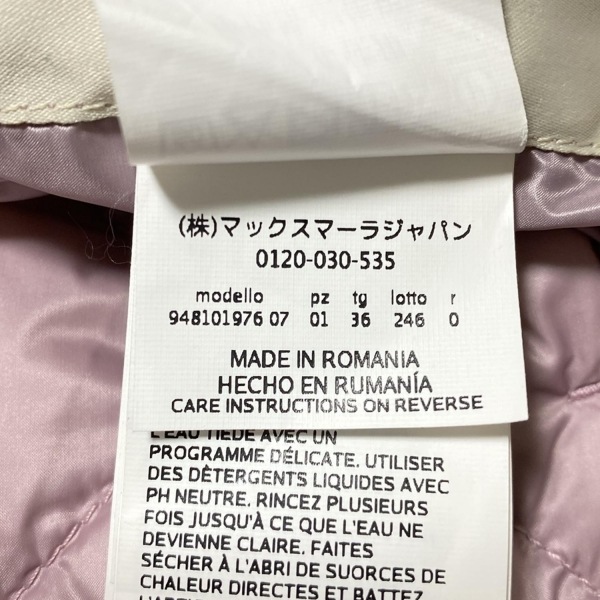 (株)マックスマーラジャパン
0120-030-535
modello pz tg lotto r
948101976 07 01 36 246 0
MADE IN ROMANIA
HECHO EN RUMANÍA
CARE INSTRUCTIONS ON REVERSE
L'EAU TIÈDE AVEC UN
PROGRAMME DÉLICATE. UTILISER
DES DÈTERGENTS LIQUIDES AVEC
PH NEUTRE. RINCEZ PLUSIEURS
FOIS JUSQU'À CE QUE L'EAU NE
DEVIENNE CLAIRE. FAITES
SÉCHER À L'ABRI DE SUORCES DE
CHALEUR DIRECTES ET BATTEZ